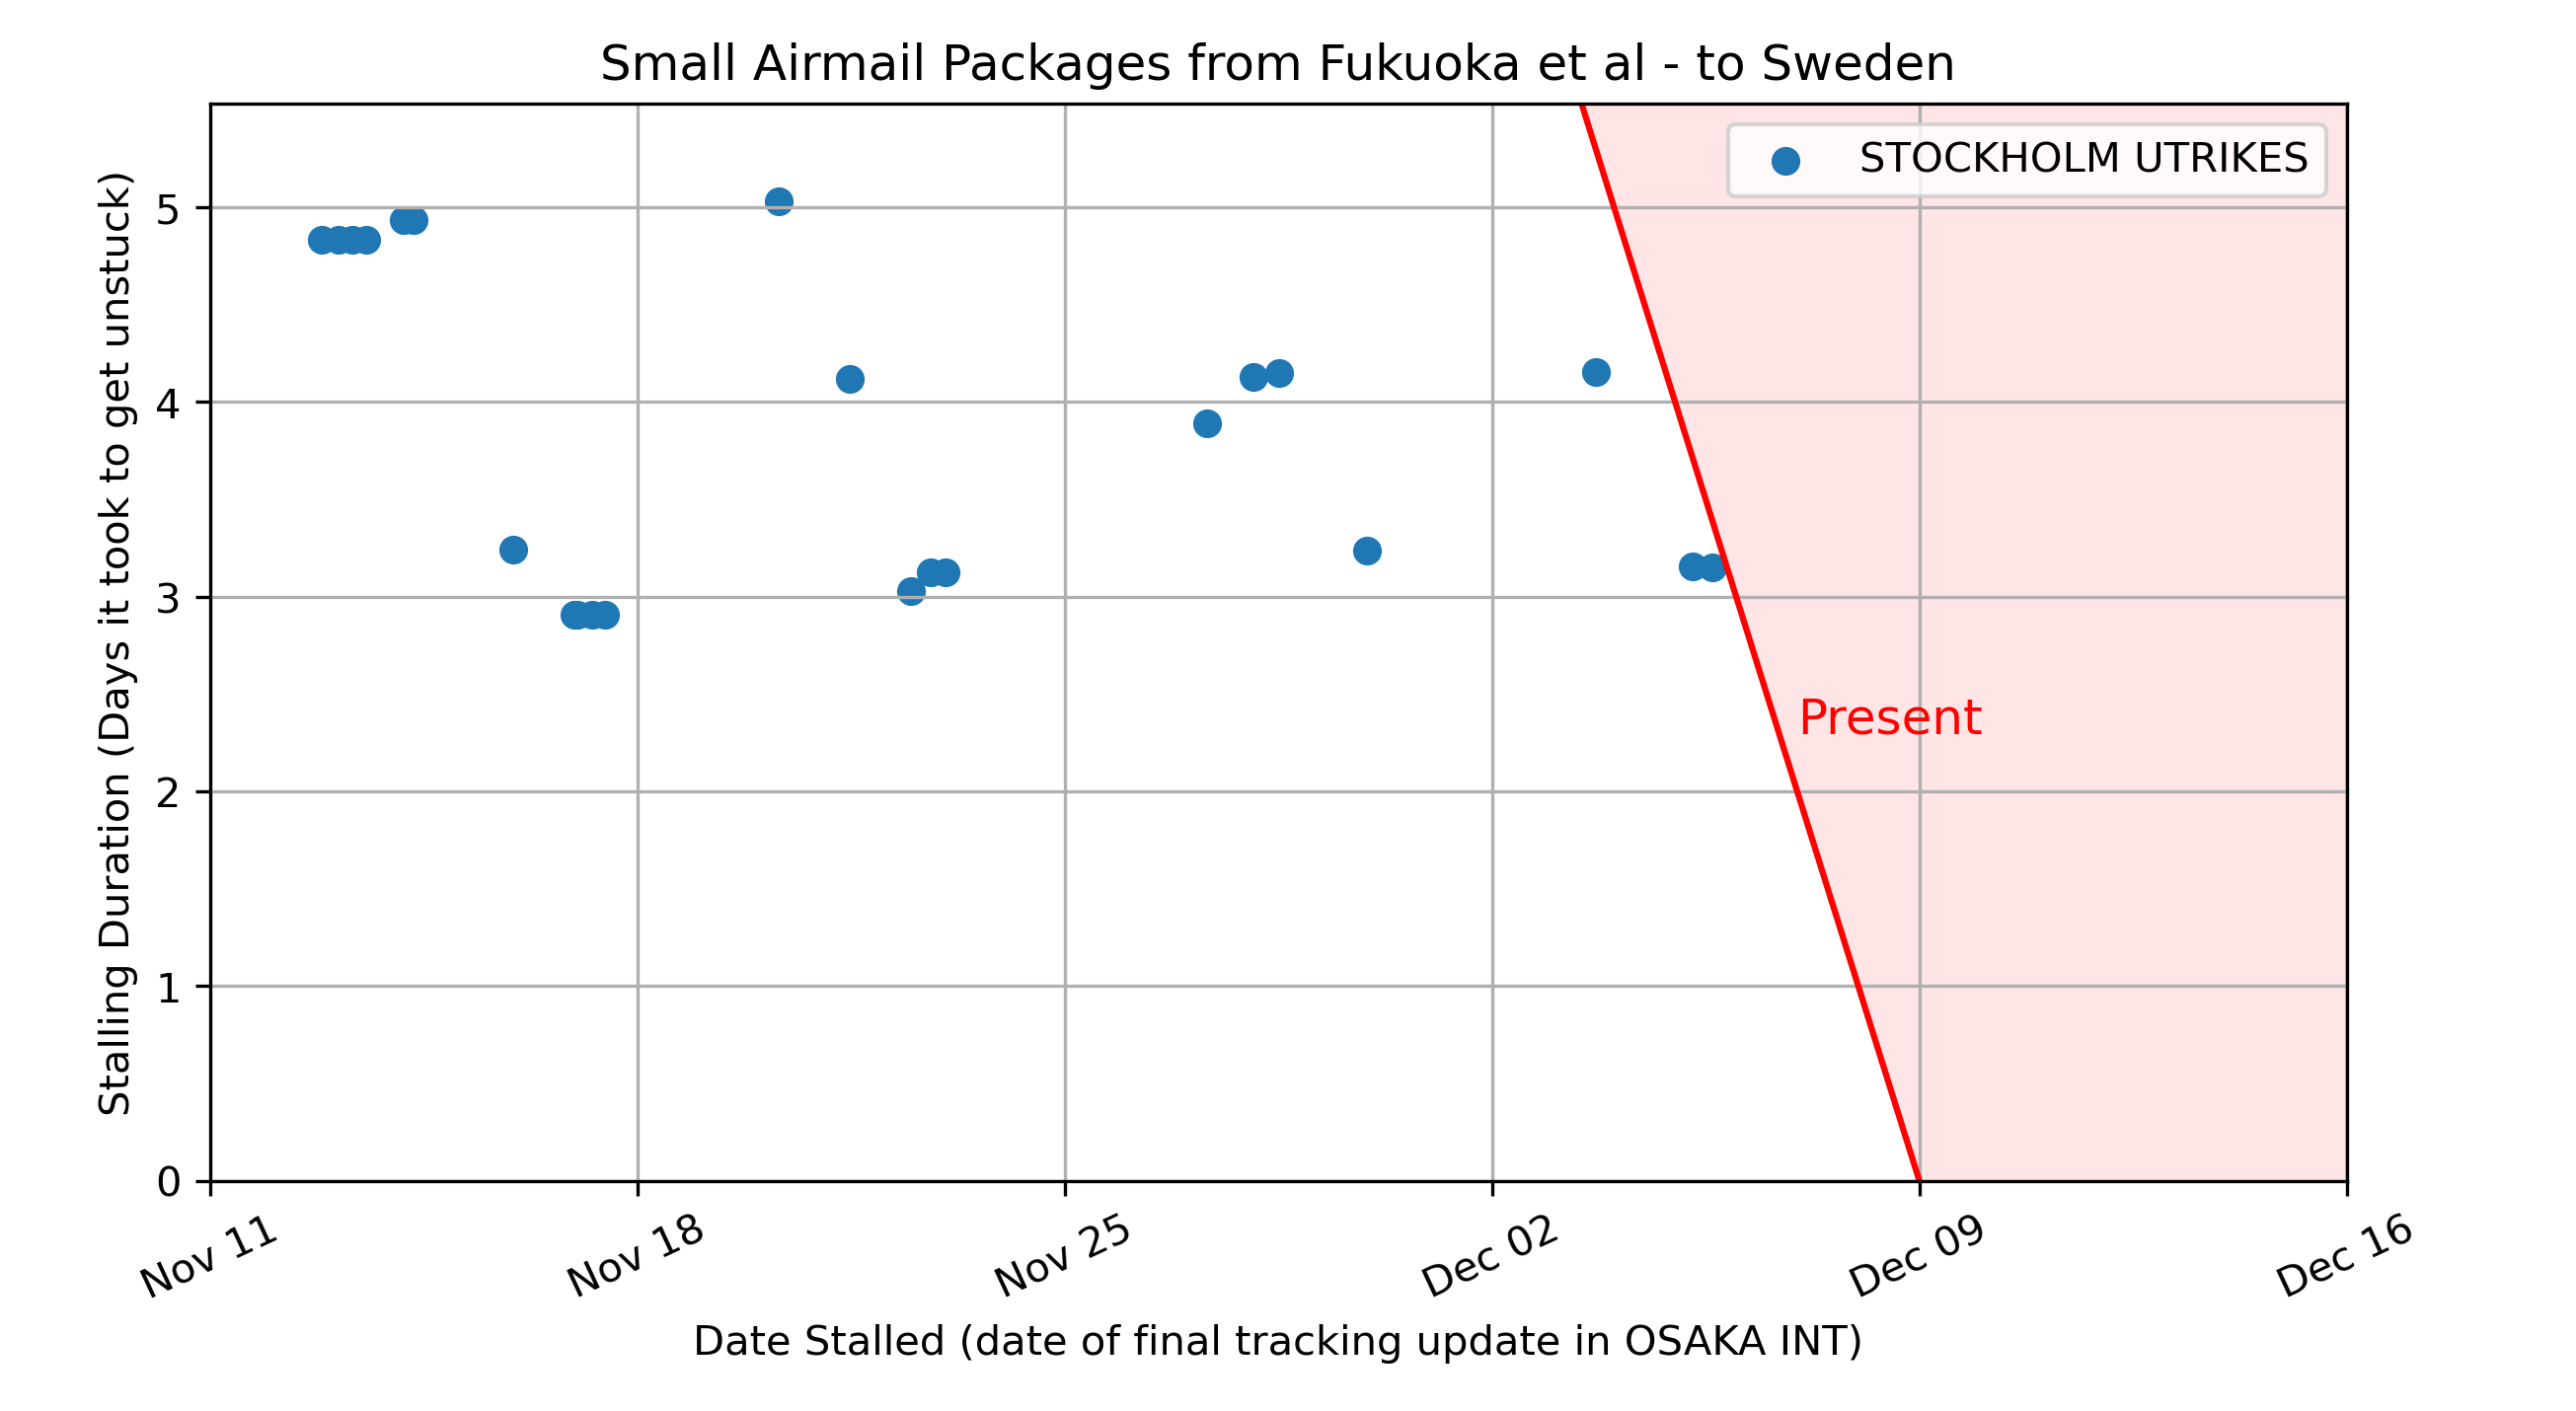 Small Airmail Packages from Fukuoka et al - to Sweden
STOCKHOLM UTRIKES
Stalling Duration (Days it took to get unstuck)
5
4
3
2
1
0
Present
Nov 11
Nov 18
Nov 25
Dec 02
Dec 09
Dec 16
Date Stalled (date of final tracking update in OSAKA INT)